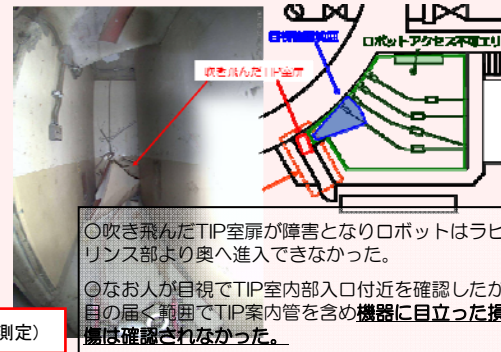 ロボットアクセス不可エリ
吹き飛んだTIP室扉
○吹き飛んだTIP室扉が障害となりロボットはラビ
リンス部より奥へ進入できなかった。
○なお人が目視でTIP室内部入口付近を確認したが
目の届く範囲でTIP案内管を含め機器に目立った損
傷は確認されなかった。
測定）